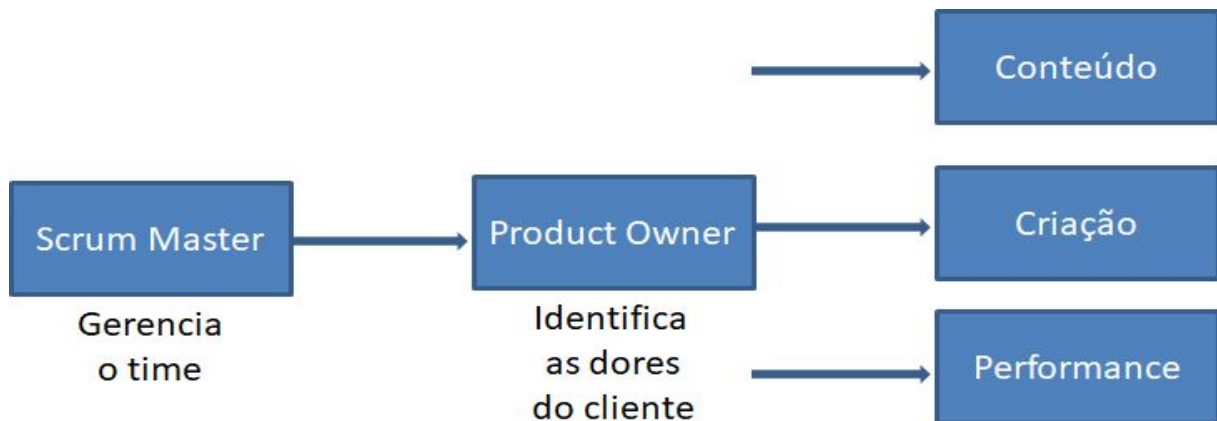 Conteúdo
Scrum Master
Gerencia
o time
Product Owner
Identifica
as dores
do cliente
Criação
Performance